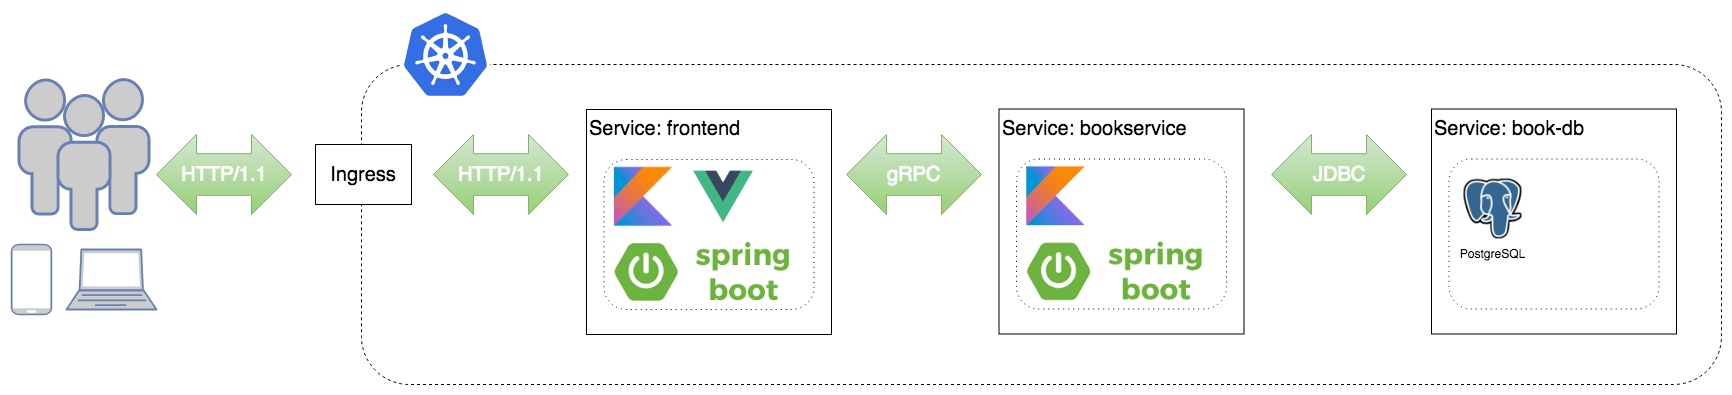 HTTP/1.1
Ingress
HTTP/1.1
Service: frontend
spring
boot
gRPC
Service: bookservice
spring
boot
JDBC
Service: book-db
PostgreSQL